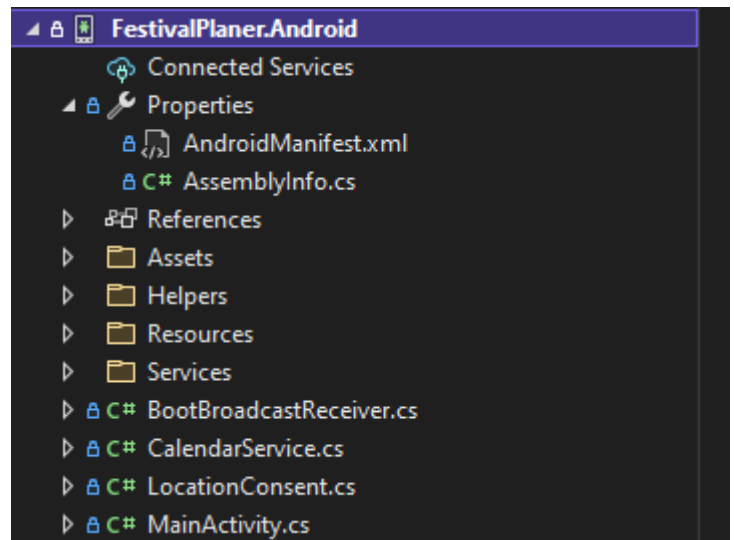 FestivalPlaner.Android
Connected Services
Properties
AndroidManifest.xml
C# AssemblyInfo.cs
References
Assets
Helpers
Resources
Services
C# BootBroadcastReceiver.cs
C# CalendarService.cs
C# LocationConsent.cs
C# MainActivity.cs